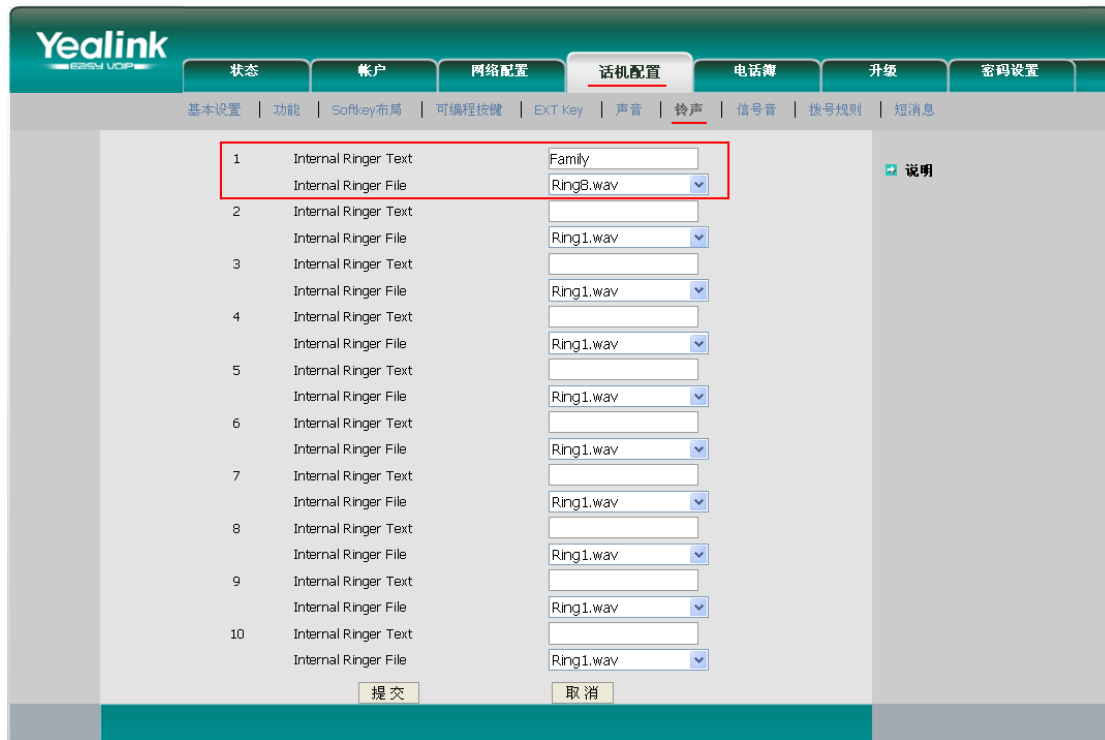 Yealink
EASY VOIP
状态 帐户 网络配置 话机配置 电话簿 升级 密码设置
基本设置 | 功能 | Softkey布局 | 可编程按键 | EXT Key | 声音 | 铃声 | 信号音 | 拨号规则 | 短消息
1 Internal Ringer Text Family
说明
Internal Ringer File Ring8.wav
2 Internal Ringer Text
Internal Ringer File Ring1.wav
3 Internal Ringer Text
Internal Ringer File Ring1.wav
4 Internal Ringer Text
Internal Ringer File Ring1.wav
5 Internal Ringer Text
Internal Ringer File Ring1.wav
6 Internal Ringer Text
Internal Ringer File Ring1.wav
7 Internal Ringer Text
Internal Ringer File Ring1.wav
8 Internal Ringer Text
Internal Ringer File Ring1.wav
9 Internal Ringer Text
Internal Ringer File Ring1.wav
10 Internal Ringer Text
Internal Ringer File Ring1.wav
提交 取消